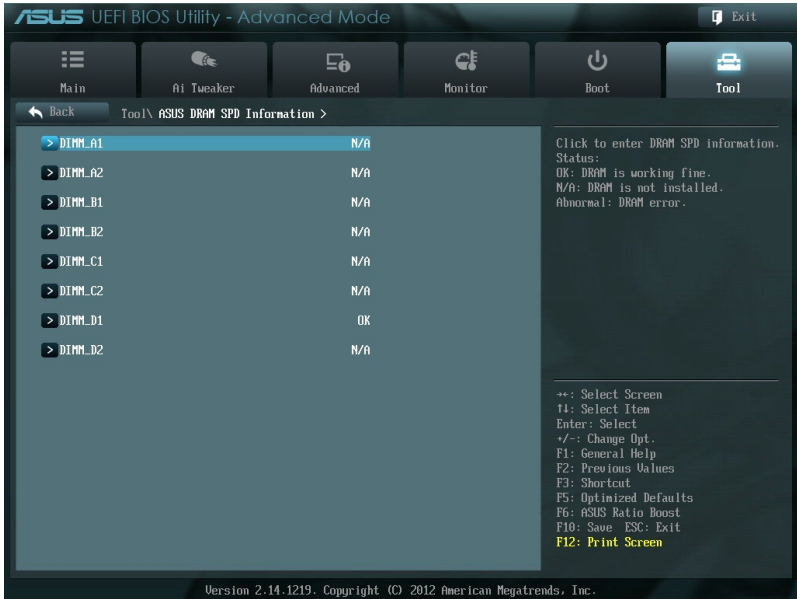 ASUS UEFI BIOS Utility - Advanced Mode
Exit
Main
Ai Tweaker
Advanced
Monitor
Boot
Tool
Back
Tool\ ASUS DRAM SPD Information >
> DIMM_A1 N/A
> DIMM_A2 N/A
> DIMM_B1 N/A
> DIMM_B2 N/A
> DIMM_C1 N/A
> DIMM_C2 N/A
> DIMM_D1 OK
> DIMM_D2 N/A
Click to enter DRAM SPD information.
Status:
OK: DRAM is working fine.
N/A: DRAM is not installed.
Abnormal: DRAM error.
→←: Select Screen
↑↓: Select Item
Enter: Select
+/-: Change Opt.
F1: General Help
F2: Previous Values
F3: Shortcut
F5: Optimized Defaults
F6: ASUS Ratio Boost
F10: Save ESC: Exit
F12: Print Screen
Version 2.14.1219. Copyright (C) 2012 American Megatrends, Inc.